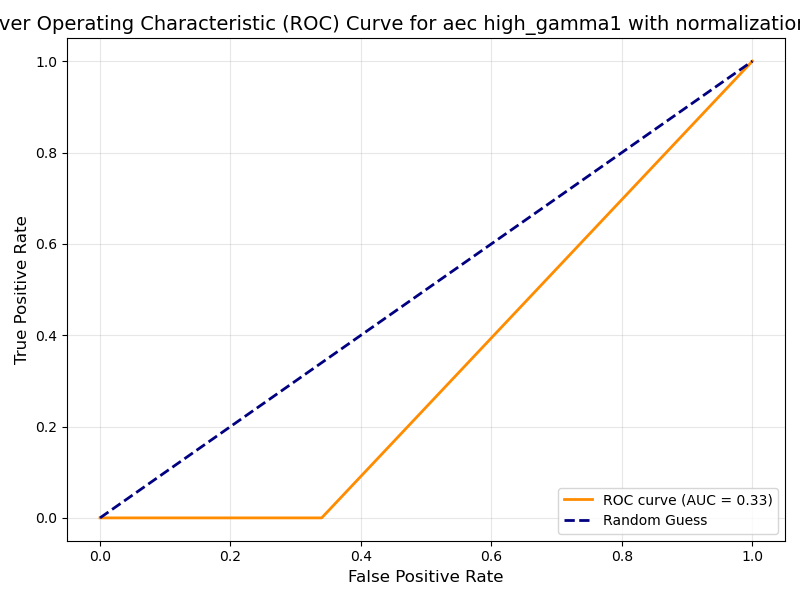 ver Operating Characteristic (ROC) Curve for aec high_gamma1 with normalization
1.0
0.8
0.6
0.4
0.2
0.0
True Positive Rate
0.0 0.2 0.4 0.6 0.8 1.0
False Positive Rate
ROC curve (AUC = 0.33)
Random Guess